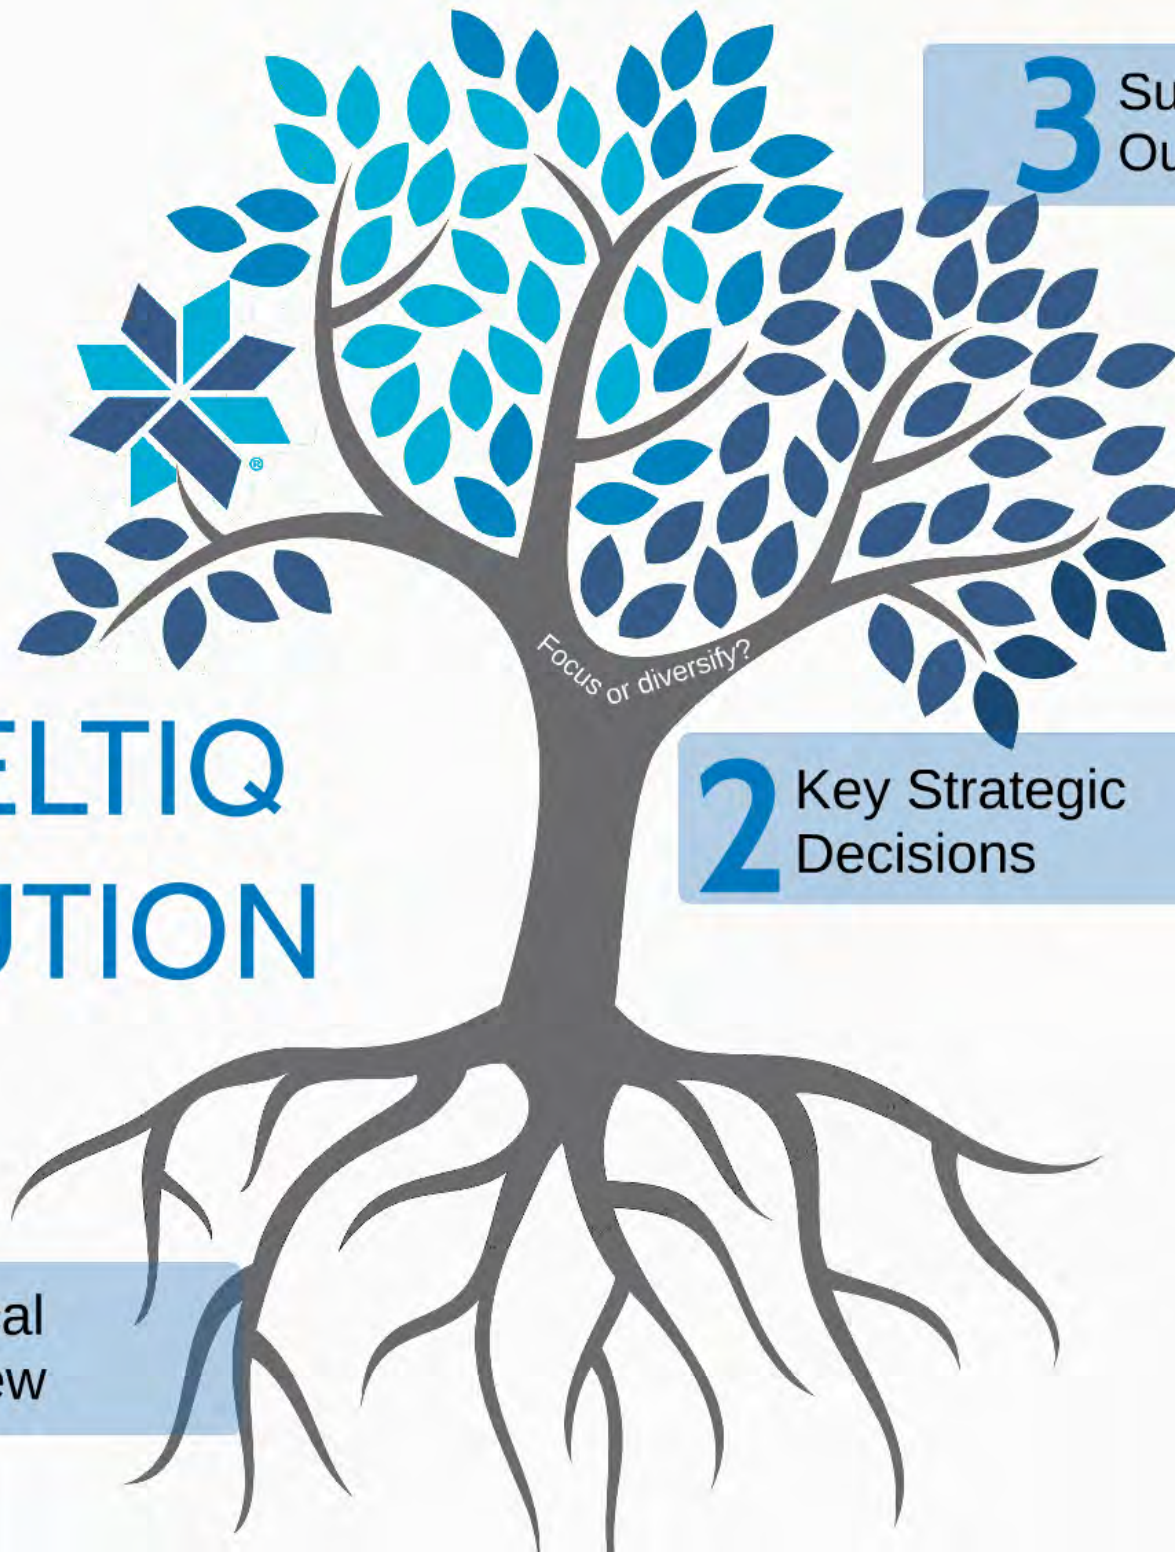 3
Su
Ou
®
Focus or diversify?
ELTIQ
UTION
2
Key Strategic
Decisions
al
ew